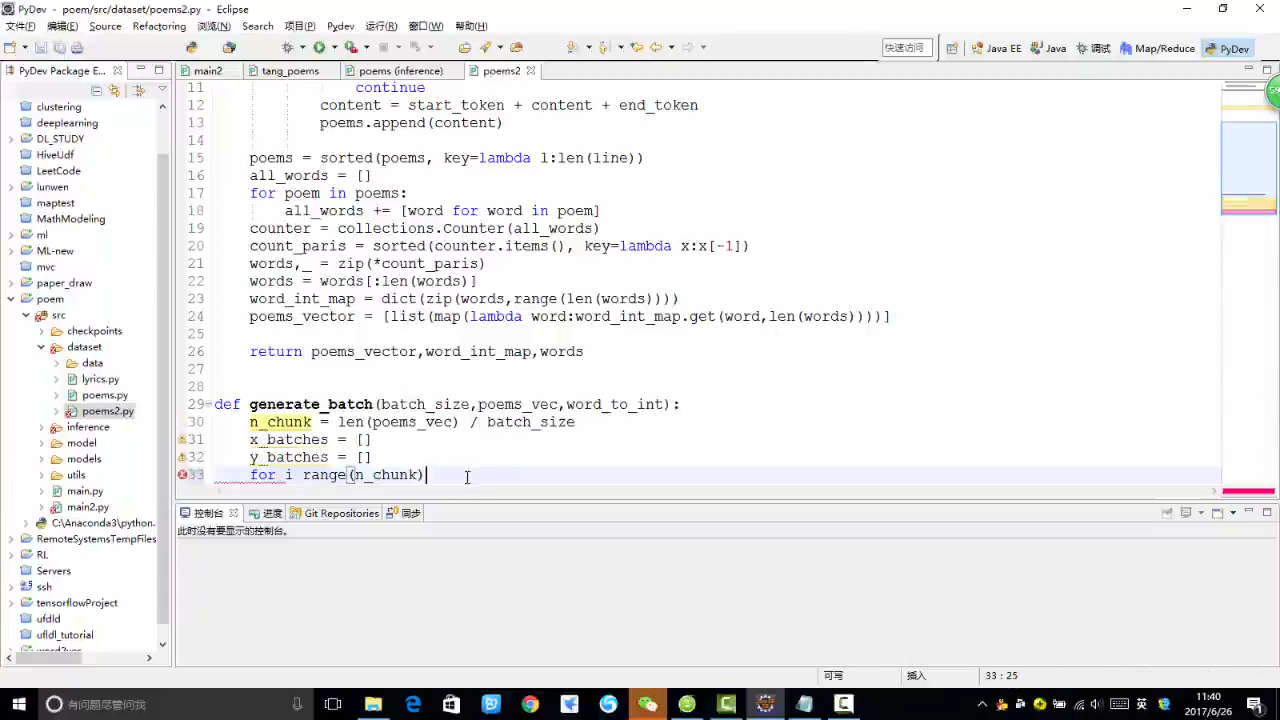 PyDev - poem/src/dataset/poems2.py - Eclipse
文件(F) 编辑(E) Source Refactoring 浏览(N) Search 项目(P) Pydev 运行(R) 窗口(W) 帮助(H)
快速访问 Java EE Java 调试 Map/Reduce PyDev
PyDev Package E...
main2 tang_poems poems (inference) poems2
clustering
deeplearning
DL_STUDY
HiveUdf
LeetCode
lunwen
maptest
MathModeling
ml
ML-new
mvc
paper_draw
poem
src
checkpoints
dataset
data
lyrics.py
poems.py
poems2.py
inference
model
models
utils
main.py
main2.py
C:\Anaconda3\python.
RemoteSystemsTempFiles
RL
Servers
ssh
tensorflowProject
ufdld
ufldl_tutorial
11 continue
12 content = start_token + content + end_token
13 poems.append(content)
14
15 poems = sorted(poems, key=lambda l:len(line))
16 all_words = []
17 for poem in poems:
18 all_words += [word for word in poem]
19 counter = collections.Counter(all_words)
20 count_paris = sorted(counter.items(), key=lambda x:x[-1])
21 words,_ = zip(*count_paris)
22 words = words[:len(words)]
23 word_int_map = dict(zip(words,range(len(words))))
24 poems_vector = [list(map(lambda word:word_int_map.get(word,len(words))))]
25
26 return poems_vector,word_int_map,words
27
28
29 def generate_batch(batch_size,poems_vec,word_to_int):
30 n_chunk = len(poems_vec) / batch_size
31 x_batches = []
32 y_batches = []
33 for i range(n_chunk)
控制台 进度 Git Repositories 同步
此时没有要显示的控制台。
可写 插入 33 : 25
有问题尽管问我
英
11:40
2017/6/26